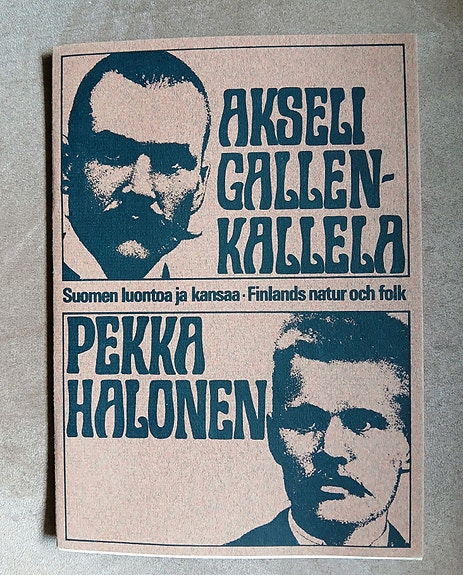 AKSELI
GALLEN-
KALLELA
Suomen luontoa ja kansaa · Finlands natur och folk
PEKKA
HALONEN